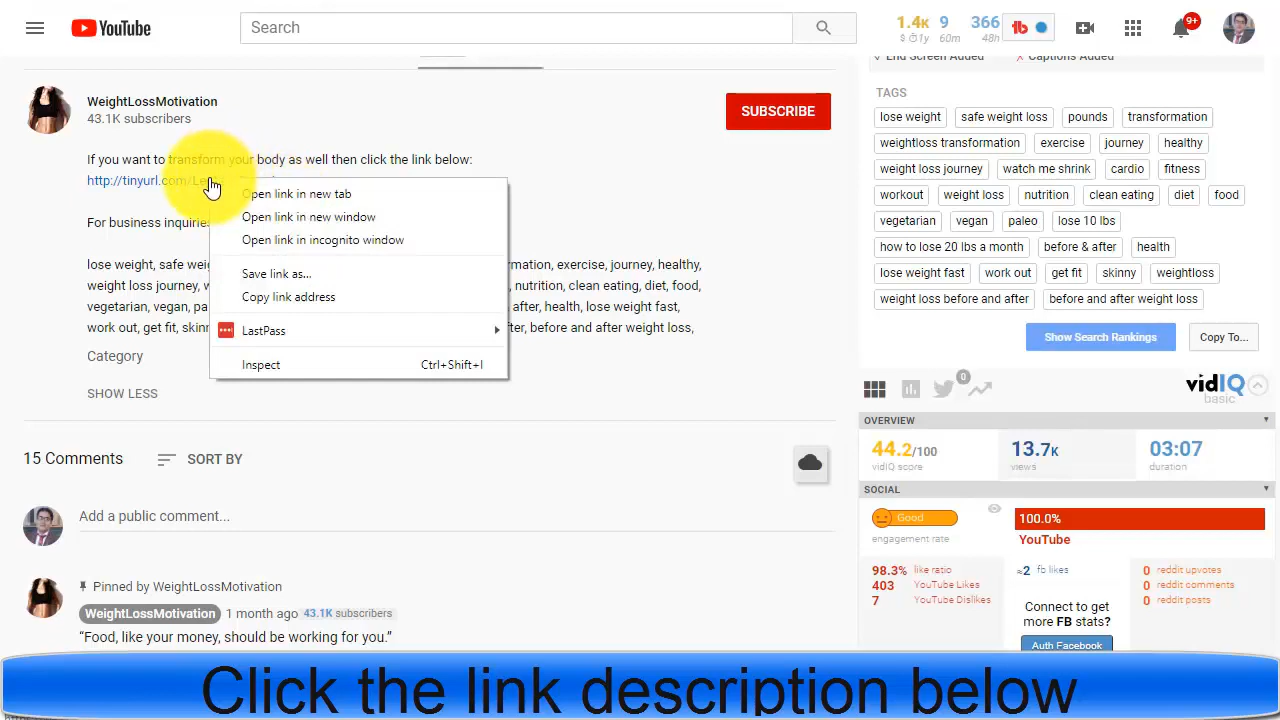 YouTube
Search
1.4K 9 366
1y 60m 48h
9+
End Screen Added
Captions Added
WeightLossMotivation
43.1K subscribers
SUBSCRIBE
If you want to transform your body as well then click the link below:
http://tinyurl.com/Le
For business inquiries
lose weight, safe wei
rmation, exercise, journey, healthy,
weight loss journey, w
, nutrition, clean eating, diet, food,
vegetarian, vegan, pa
after, health, lose weight fast,
work out, get fit, skinn
fter, before and after weight loss,
Open link in new tab
Open link in new window
Open link in incognito window
Save link as...
Copy link address
LastPass
Inspect Ctrl+Shift+I
Category
SHOW LESS
15 Comments
SORT BY
Add a public comment...
Pinned by WeightLossMotivation
WeightLossMotivation 1 month ago 43.1K subscribers
“Food, like your money, should be working for you.”
TAGS
lose weight safe weight loss pounds transformation
weightloss transformation exercise journey healthy
weight loss journey watch me shrink cardio fitness
workout weight loss nutrition clean eating diet food
vegetarian vegan paleo lose 10 lbs
how to lose 20 lbs a month before & after health
lose weight fast work out get fit skinny weightloss
weight loss before and after before and after weight loss
Show Search Rankings Copy To...
0
vidIQ
basic
OVERVIEW
44.2/100 13.7K 03:07
vidIQ score views duration
SOCIAL
Good
engagement rate
100.0%
YouTube
98.3% like ratio
403 YouTube Likes
7 YouTube Dislikes
≈2 fb likes
Connect to get
more FB stats?
Auth Facebook
0 reddit upvotes
0 reddit comments
0 reddit posts
Click the link description below